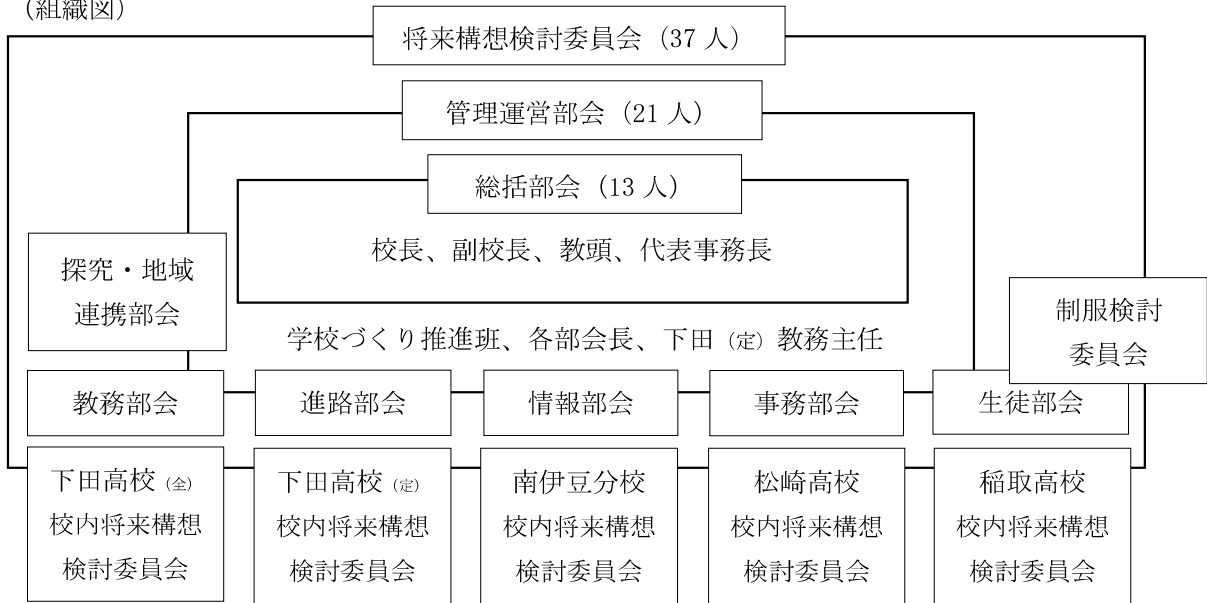 （組織図）
将来構想検討委員会（37 人）
管理運営部会（21 人）
総括部会（13 人）
校長、副校長、教頭、代表事務長
探究・地域
連携部会
制服検討
委員会
学校づくり推進班、各部会長、下田（定）教務主任
教務部会
進路部会
情報部会
事務部会
生徒部会
下田高校（全）
校内将来構想
検討委員会
下田高校（定）
校内将来構想
検討委員会
南伊豆分校
校内将来構想
検討委員会
松崎高校
校内将来構想
検討委員会
稲取高校
校内将来構想
検討委員会